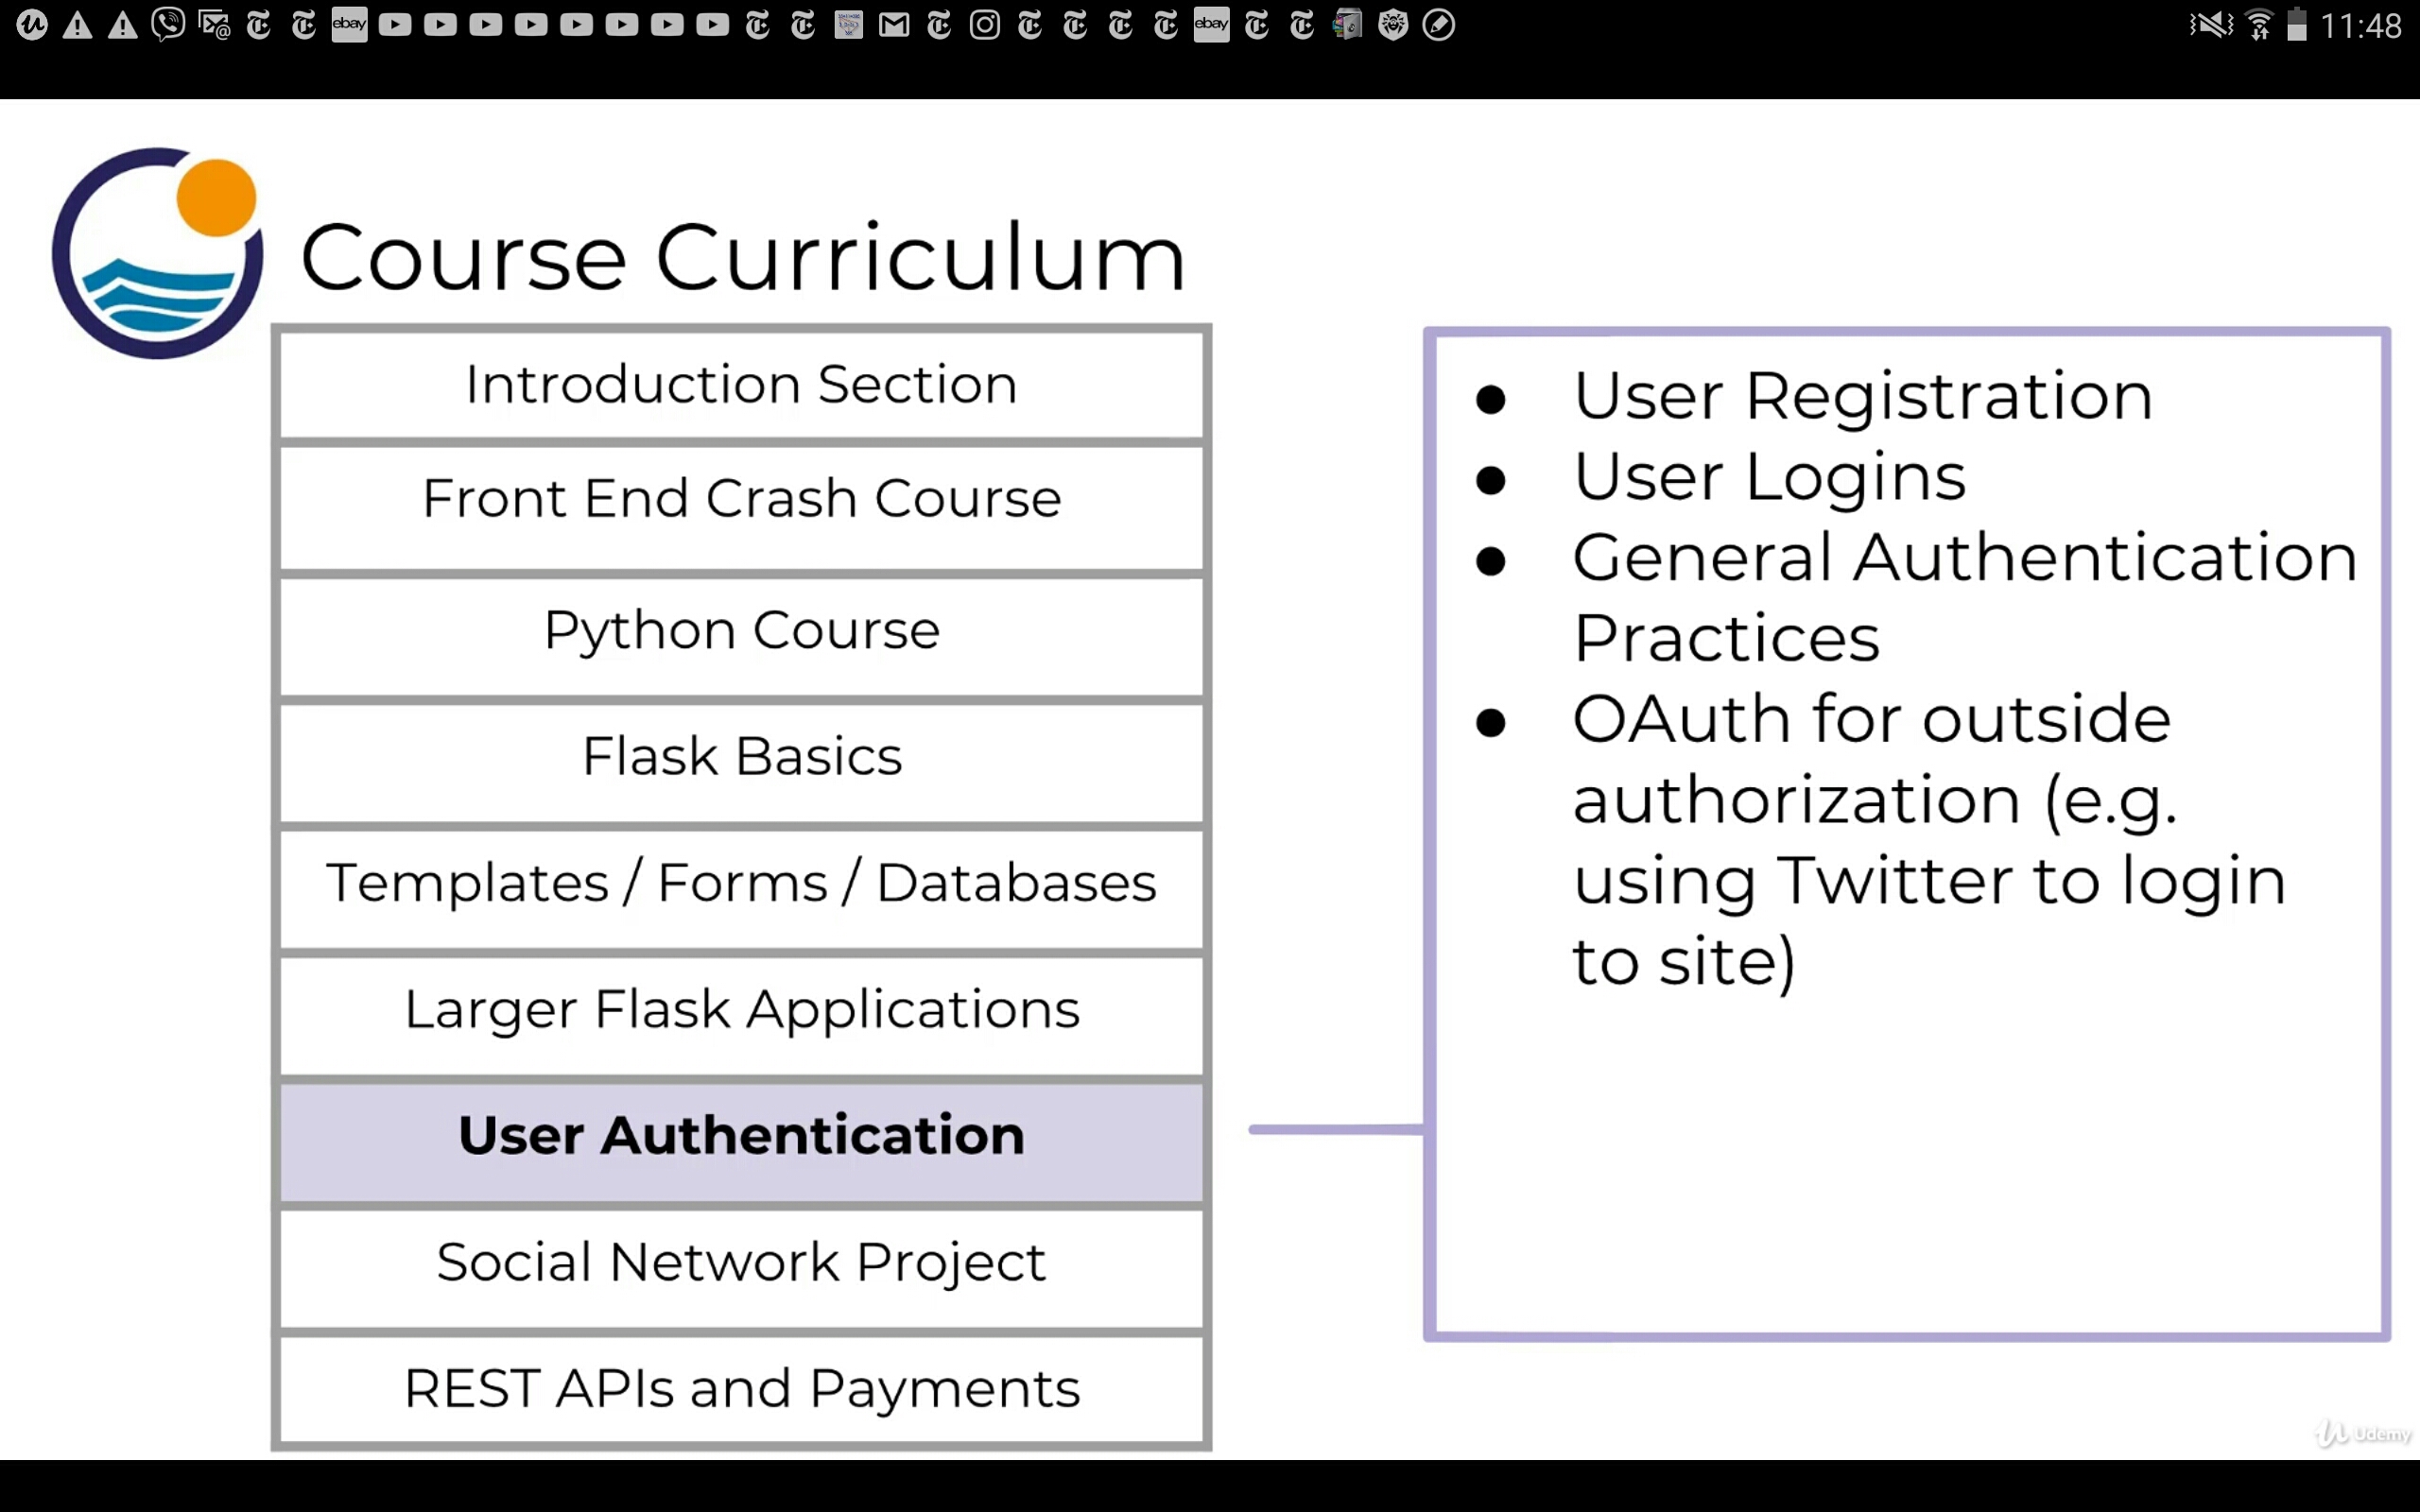 ebay
ebay
11:48
Course Curriculum
Introduction Section
Front End Crash Course
Python Course
Flask Basics
Templates / Forms / Databases
Larger Flask Applications
User Authentication
Social Network Project
REST APIs and Payments
● User Registration
● User Logins
● General Authentication
Practices
● OAuth for outside
authorization (e.g.
using Twitter to login
to site)
Udemy